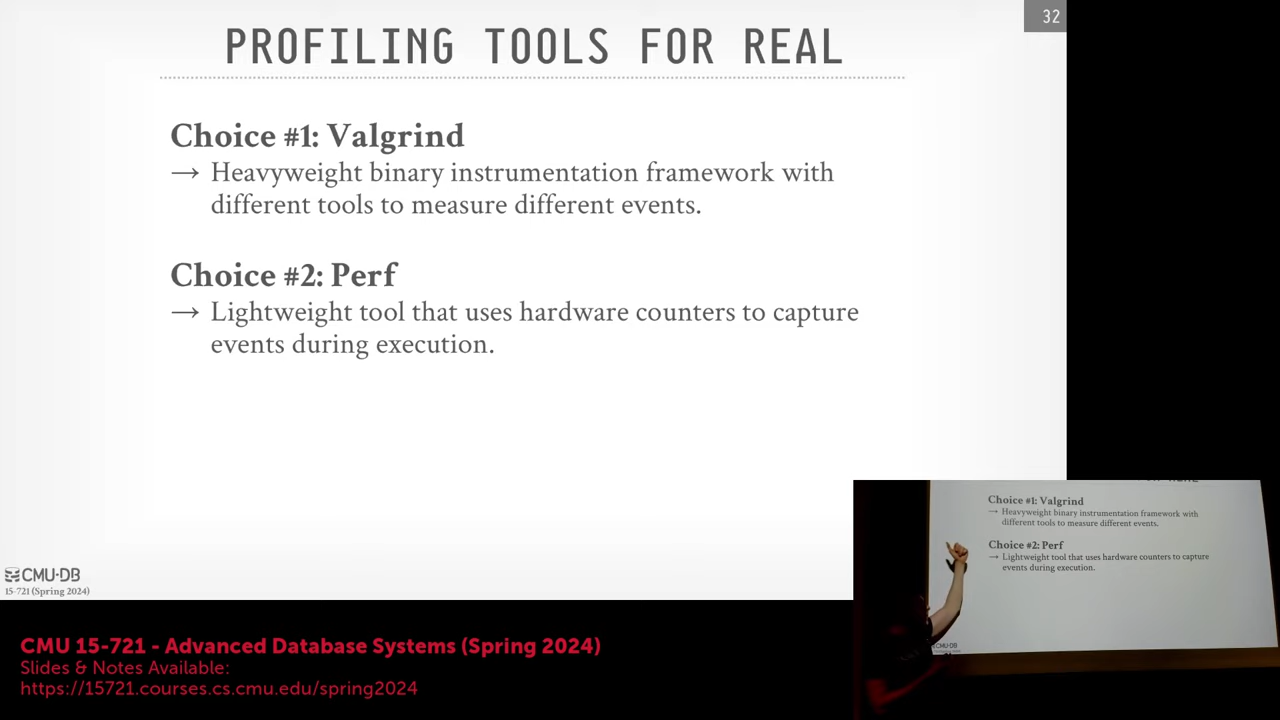 32
PROFILING TOOLS FOR REAL
Choice #1: Valgrind
→ Heavyweight binary instrumentation framework with
different tools to measure different events.
Choice #2: Perf
→ Lightweight tool that uses hardware counters to capture
events during execution.
CMU·DB
15-721 (Spring 2024)
Choice #1: Valgrind
→ Heavyweight binary instrumentation framework with
different tools to measure different events.
Choice #2: Perf
→ Lightweight tool that uses hardware counters to capture
events during execution.
CMU·DB
CMU 15-721 - Advanced Database Systems (Spring 2024)
Slides & Notes Available:
https://15721.courses.cs.cmu.edu/spring2024